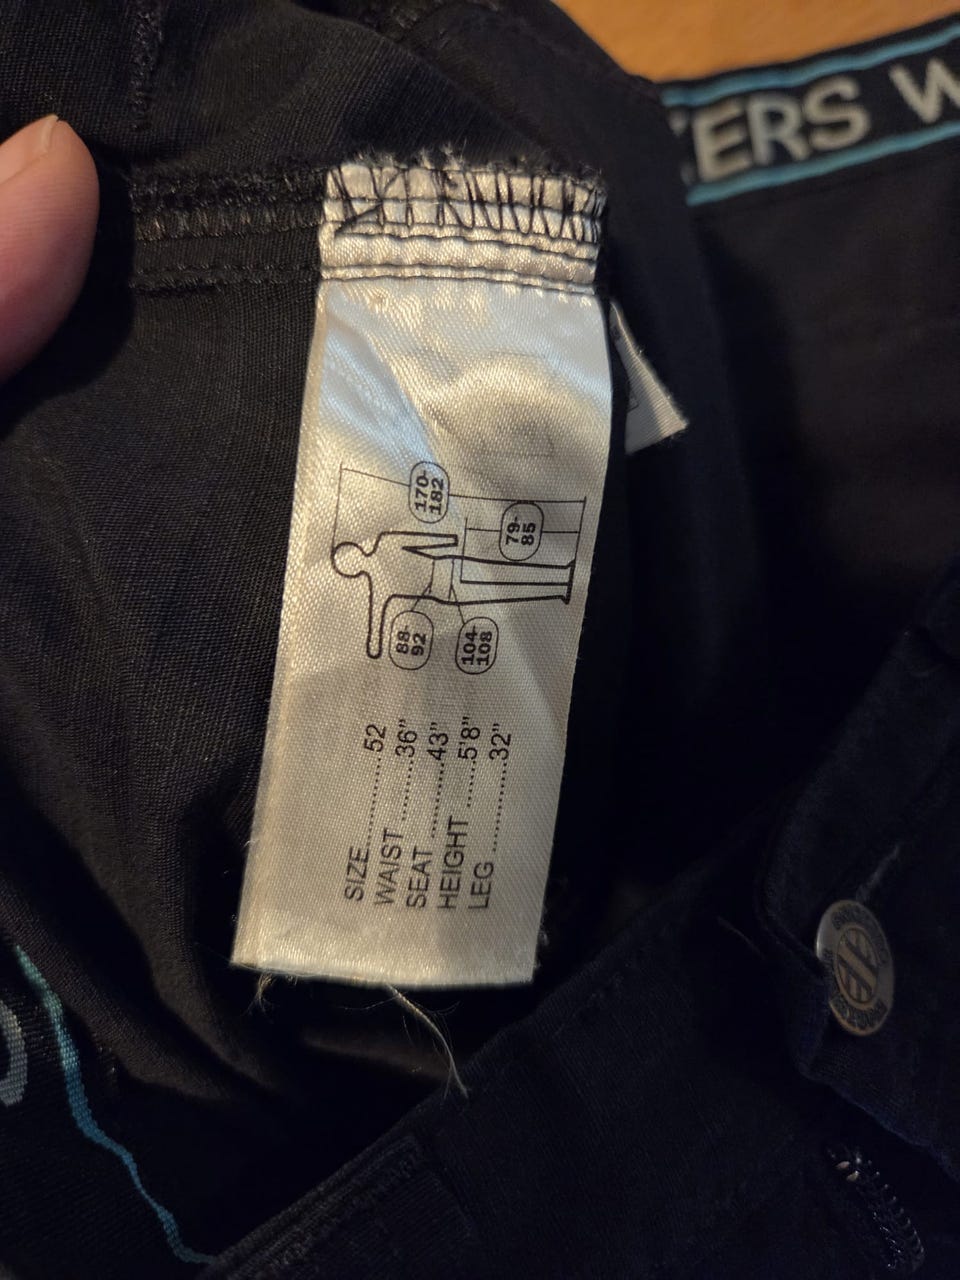 ERS W
170-
182
79-
85
88-
92
104-
108
SIZE..............52
WAIST ..........36"
SEAT ............43"
HEIGHT .......5'8"
LEG ..............32"